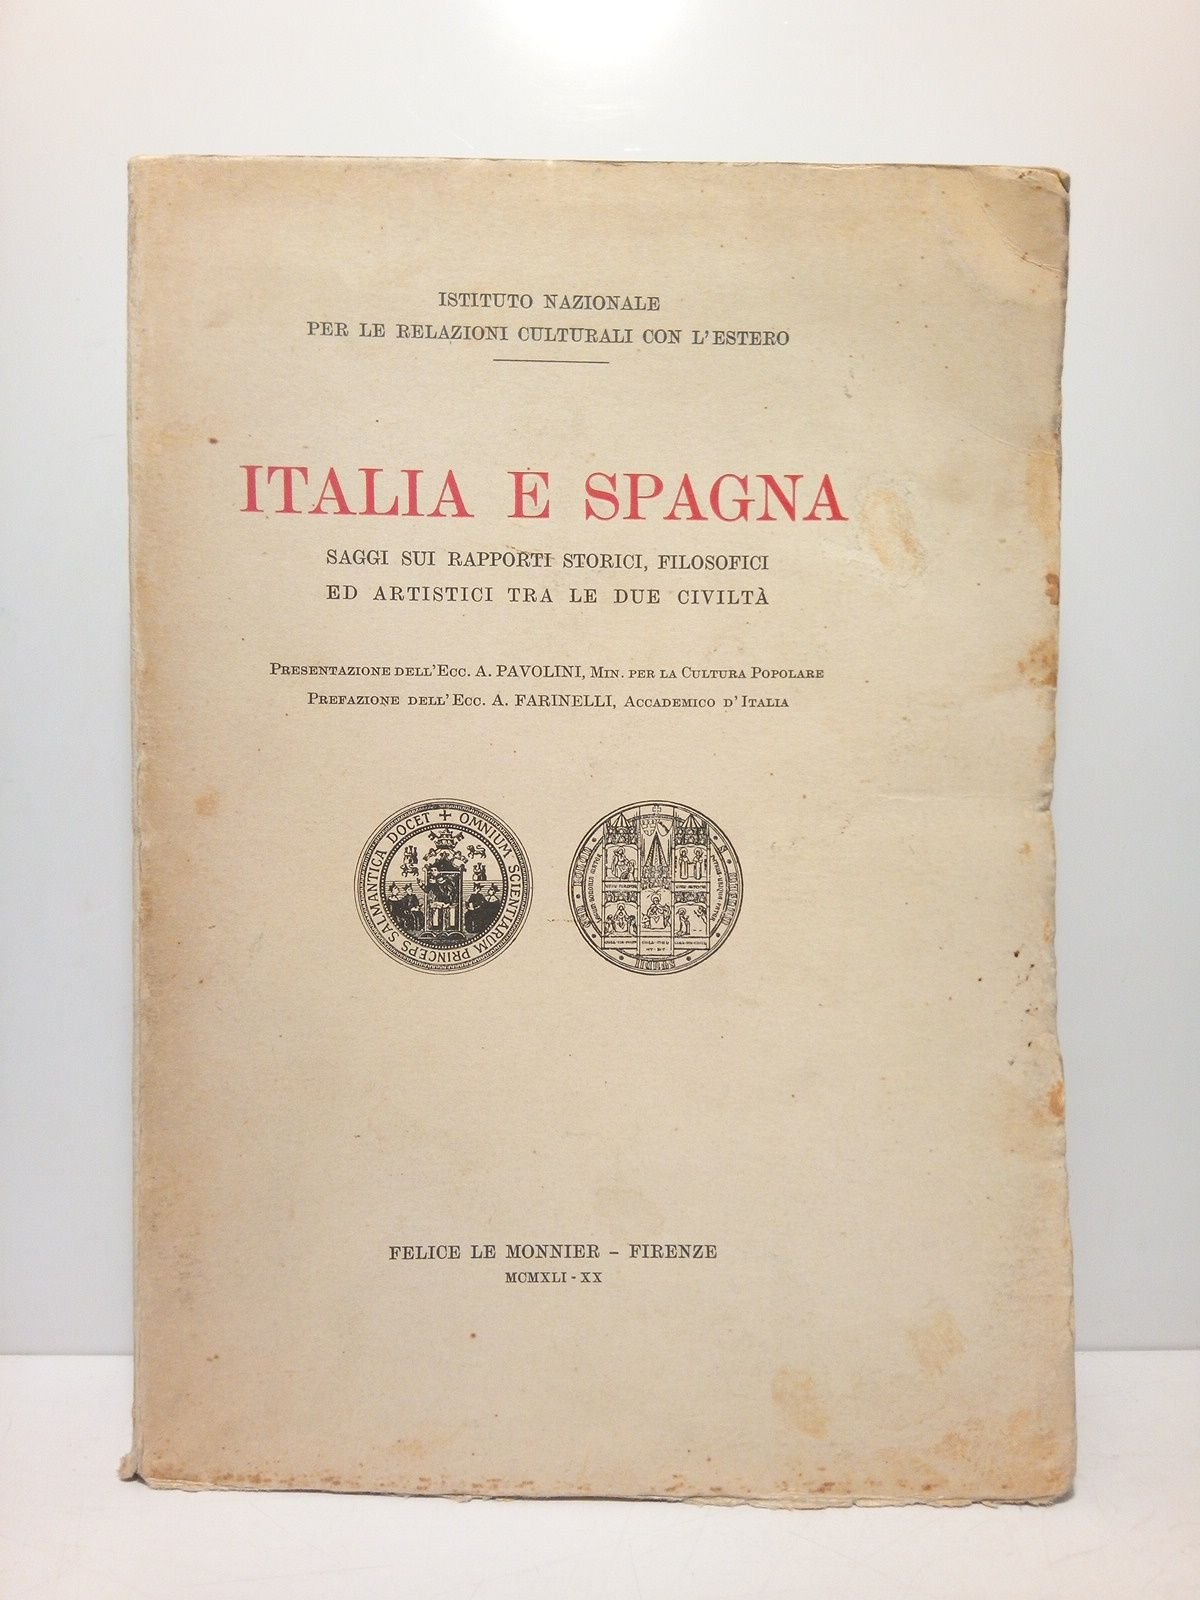 ISTITUTO NAZIONALE
PER LE RELAZIONI CULTURALI CON L'ESTERO
ITALIA E SPAGNA
SAGGI SUI RAPPORTI STORICI, FILOSOFICI
ED ARTISTICI TRA LE DUE CIVILTÀ
PRESENTAZIONE DELL'ECC. A. PAVOLINI, MIN. PER LA CULTURA POPOLARE
PREFAZIONE DELL'ECC. A. FARINELLI, ACCADEMICO D'ITALIA
OMNIUM SCIENTIARUM PRINCEPS SALMANTICA DOCET
FELICE LE MONNIER – FIRENZE
MCMXLI - XX